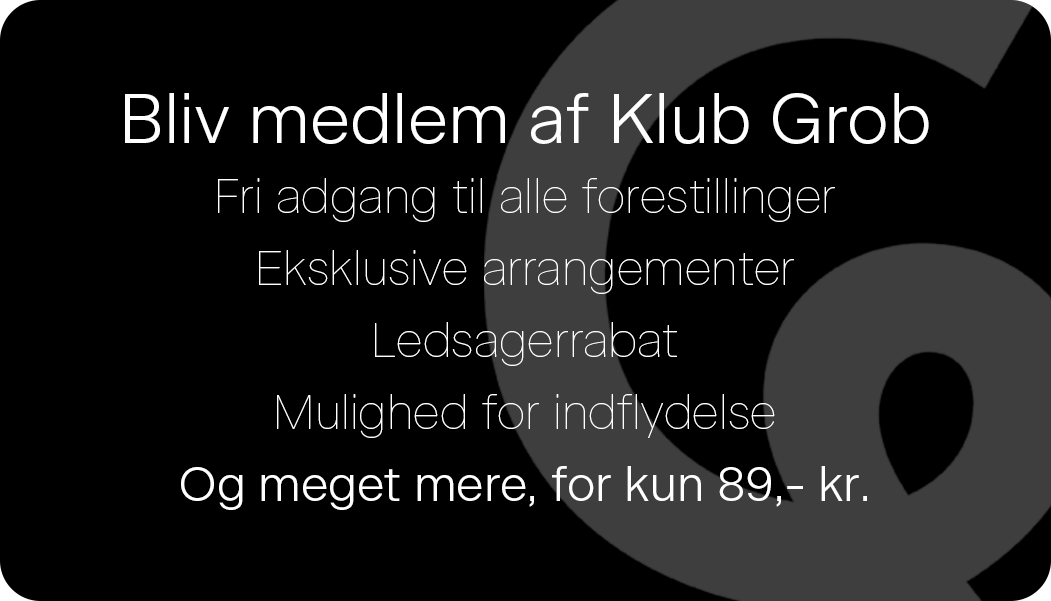 Bliv medlem af Klub Grob
Fri adgang til alle forestillinger
Eksklusive arrangementer
Ledsagerrabat
Mulighed for indflydelse
Og meget mere, for kun 89,- kr.